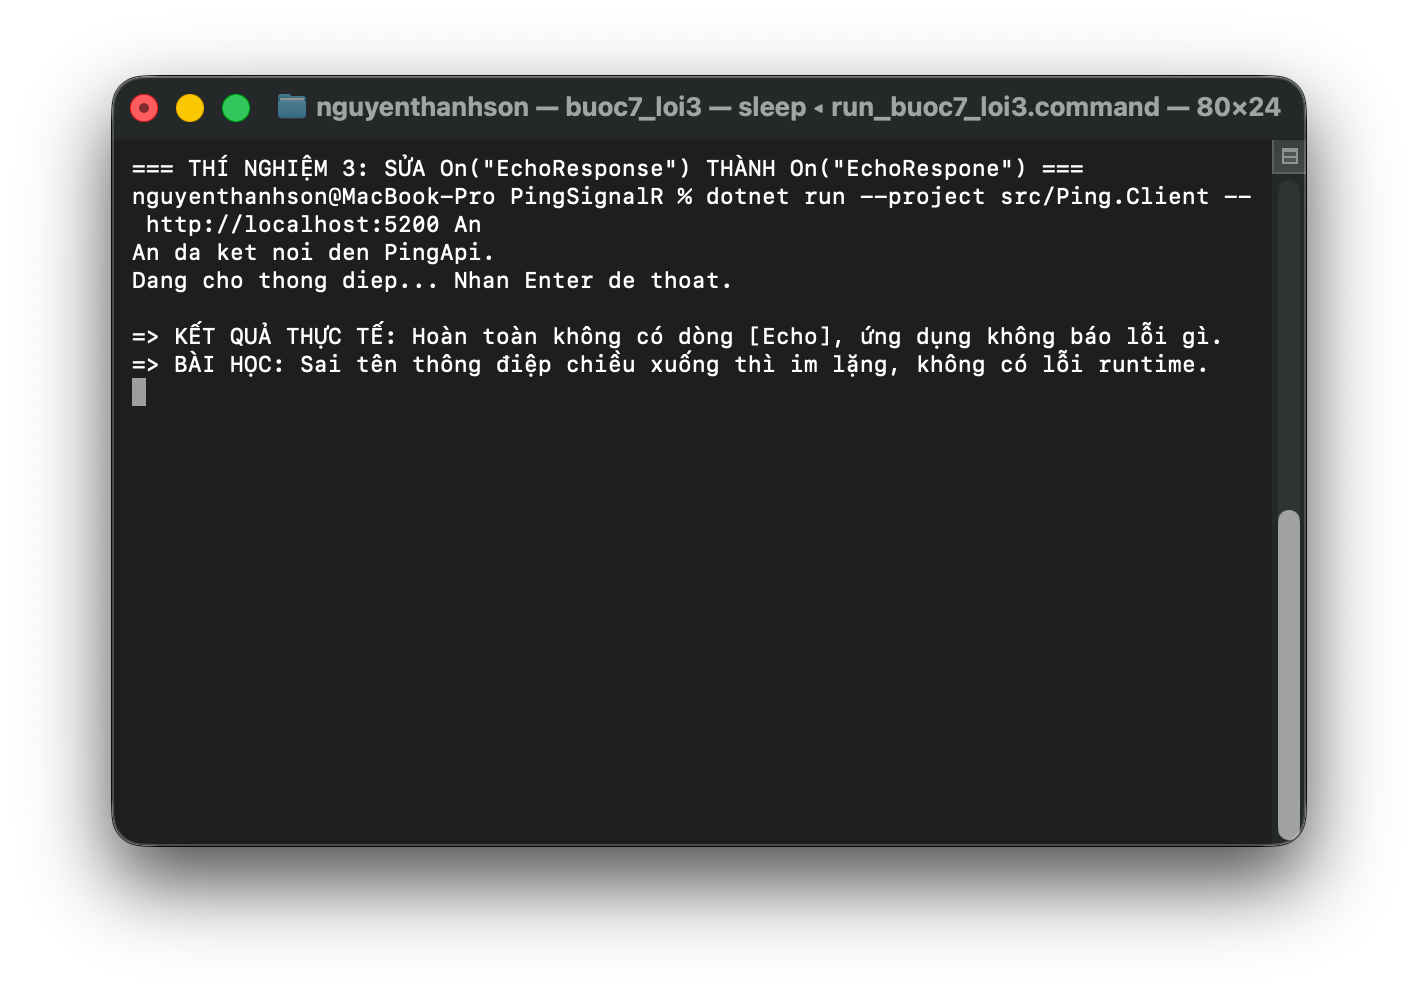 nguyenthanhson — buoc7_loi3 — sleep ◂ run_buoc7_loi3.command — 80×24
=== THÍ NGHIỆM 3: SỬA On("EchoResponse") THÀNH On("EchoRespone") ===
nguyenthanhson@MacBook-Pro PingSignalR % dotnet run --project src/Ping.Client --
http://localhost:5200 An
An da ket noi den PingApi.
Dang cho thong diep... Nhan Enter de thoat.
=> KẾT QUẢ THỰC TẾ: Hoàn toàn không có dòng [Echo], ứng dụng không báo lỗi gì.
=> BÀI HỌC: Sai tên thông điệp chiều xuống thì im lặng, không có lỗi runtime.